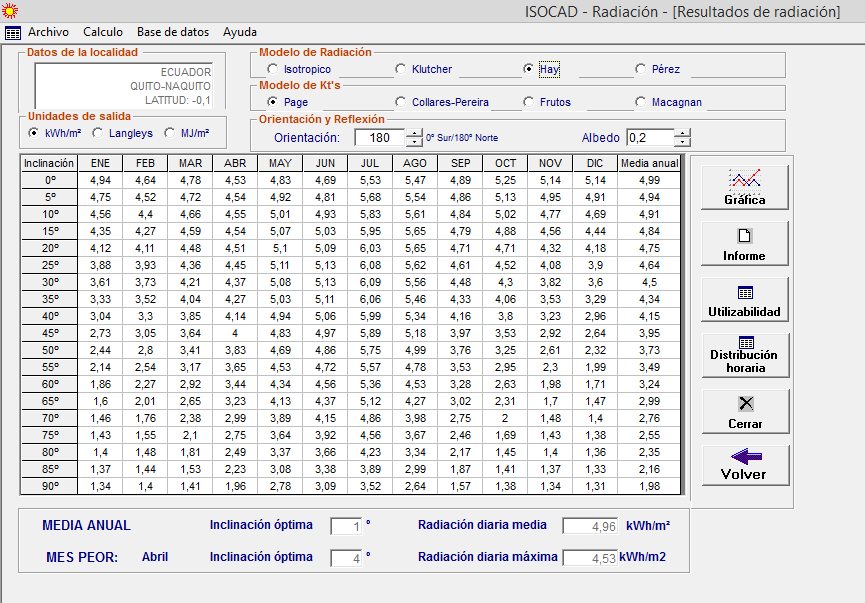 ISOCAD - Radiación - [Resultados de radiación]
Archivo Calculo Base de datos Ayuda
Datos de la localidad
ECUADOR
QUITO-NAQUITO
LATITUD: -0,1
Modelo de Radiación
Isotropico Klutcher Hay Pérez
Modelo de Kt's
Page Collares-Pereira Frutos Macagnan
Unidades de salida
kWh/m² Langleys MJ/m²
Orientación y Reflexión
Orientación: 180 0º Sur/180º Norte Albedo 0,2
Inclinación ENE FEB MAR ABR MAY JUN JUL AGO SEP OCT NOV DIC Media anual
0º 4,94 4,64 4,78 4,53 4,83 4,69 5,53 5,47 4,89 5,25 5,14 5,14 4,99
5º 4,75 4,52 4,72 4,54 4,92 4,81 5,68 5,54 4,86 5,13 4,95 4,91 4,94
10º 4,56 4,4 4,66 4,55 5,01 4,93 5,83 5,61 4,84 5,02 4,77 4,69 4,91
15º 4,35 4,27 4,59 4,54 5,07 5,03 5,95 5,65 4,79 4,88 4,56 4,44 4,84
20º 4,12 4,11 4,48 4,51 5,1 5,09 6,03 5,65 4,71 4,71 4,32 4,18 4,75
25º 3,88 3,93 4,36 4,45 5,11 5,13 6,08 5,62 4,61 4,52 4,08 3,9 4,64
30º 3,61 3,73 4,21 4,37 5,08 5,13 6,09 5,56 4,48 4,3 3,82 3,6 4,5
35º 3,33 3,52 4,04 4,27 5,03 5,11 6,06 5,46 4,33 4,06 3,53 3,29 4,34
40º 3,04 3,3 3,85 4,14 4,94 5,06 5,99 5,34 4,16 3,8 3,23 2,96 4,15
45º 2,73 3,05 3,64 4 4,83 4,97 5,89 5,18 3,97 3,53 2,92 2,64 3,95
50º 2,44 2,8 3,41 3,83 4,69 4,86 5,75 4,99 3,76 3,25 2,61 2,32 3,73
55º 2,14 2,54 3,17 3,65 4,53 4,72 5,57 4,78 3,53 2,95 2,3 1,99 3,49
60º 1,86 2,27 2,92 3,44 4,34 4,56 5,36 4,53 3,28 2,63 1,98 1,71 3,24
65º 1,6 2,01 2,65 3,23 4,13 4,37 5,12 4,27 3,02 2,31 1,7 1,47 2,99
70º 1,46 1,76 2,38 2,99 3,89 4,15 4,86 3,98 2,75 2 1,48 1,4 2,76
75º 1,43 1,55 2,1 2,75 3,64 3,92 4,56 3,67 2,46 1,69 1,43 1,38 2,55
80º 1,4 1,48 1,81 2,49 3,37 3,66 4,23 3,34 2,17 1,45 1,4 1,36 2,35
85º 1,37 1,44 1,53 2,23 3,08 3,38 3,89 2,99 1,87 1,41 1,37 1,33 2,16
90º 1,34 1,4 1,41 1,96 2,78 3,09 3,52 2,64 1,57 1,38 1,34 1,31 1,98
Gráfica
Informe
Utilizabilidad
Distribución
horaria
Cerrar
Volver
MEDIA ANUAL Inclinación óptima 1 º Radiación diaria media 4,96 kWh/m²
MES PEOR: Abril Inclinación óptima 4 º Radiación diaria máxima 4,53 kWh/m2